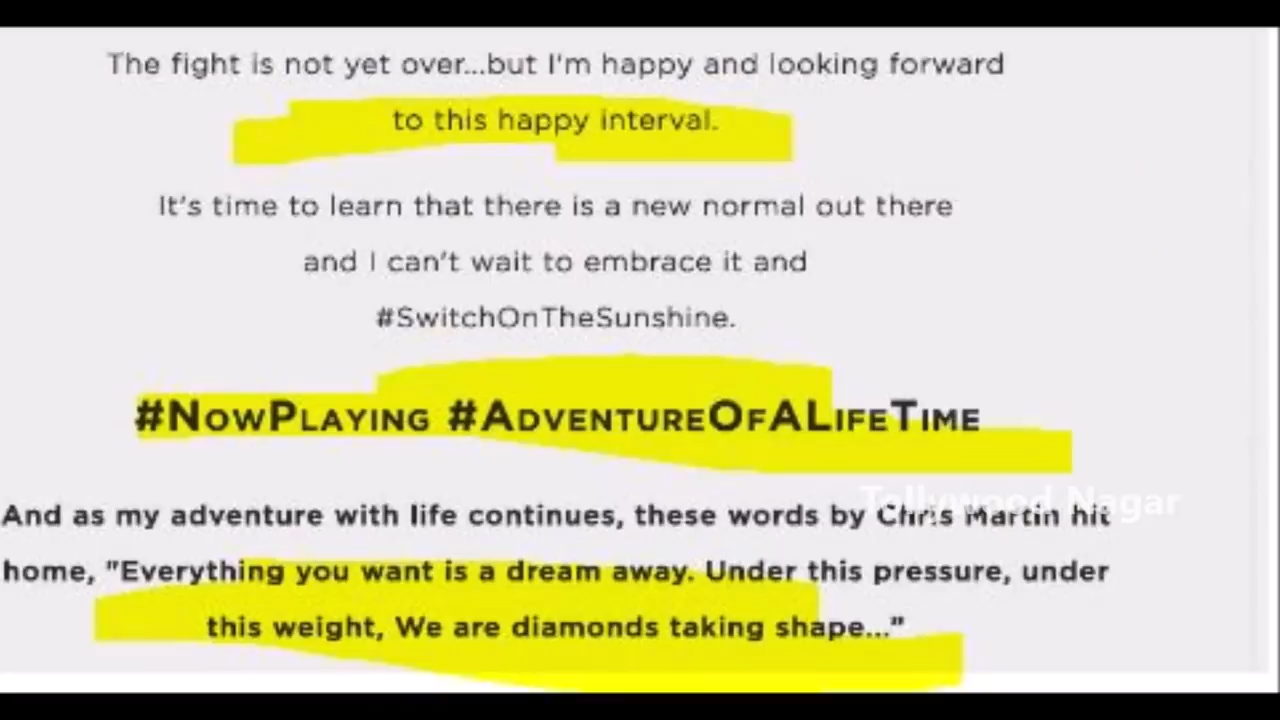 The fight is not yet over...but I'm happy and looking forward
to this happy interval.
It's time to learn that there is a new normal out there
and I can't wait to embrace it and
#SwitchOnTheSunshine.
#NowPlaying #AdventureOfALifeTime
Tollywood Nagar
And as my adventure with life continues, these words by Chris Martin hit
home, "Everything you want is a dream away. Under this pressure, under
this weight, We are diamonds taking shape..."